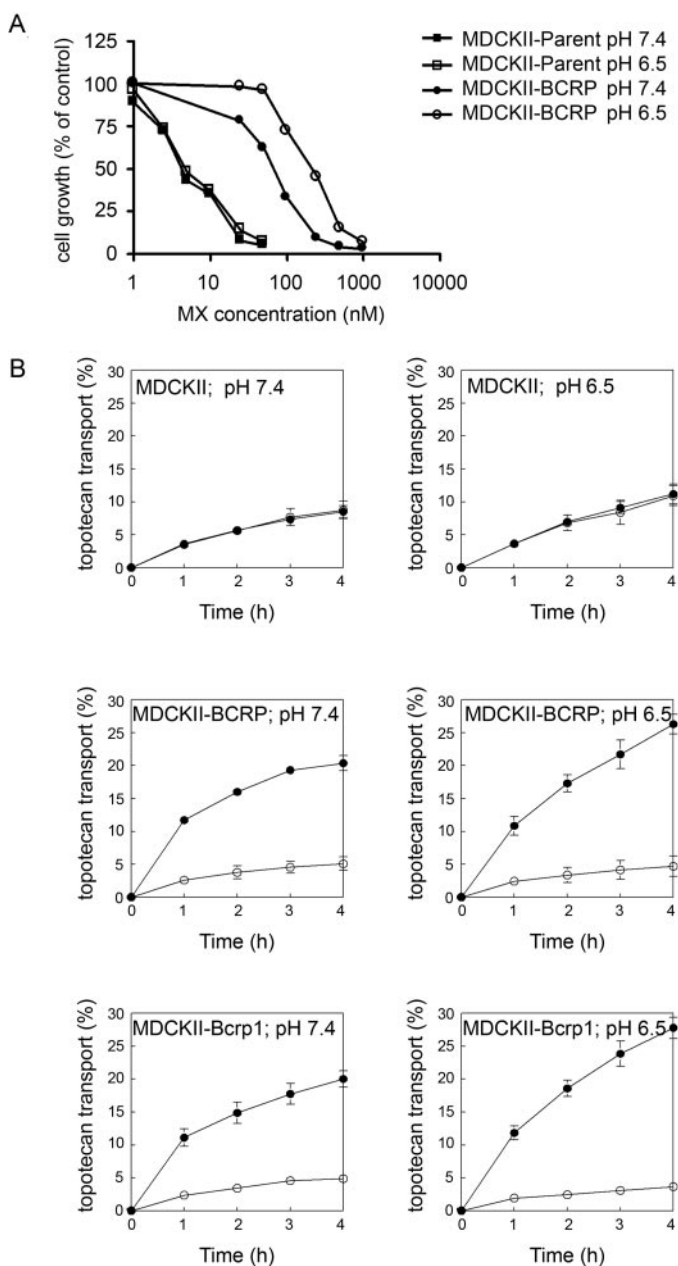 A
125
100
75
50
25
0
cell growth (% of control)
1 10 100 1000 10000
MX concentration (nM)
MDCKII-Parent pH 7.4
MDCKII-Parent pH 6.5
MDCKII-BCRP pH 7.4
MDCKII-BCRP pH 6.5
B
MDCKII; pH 7.4
30
25
20
15
10
5
0
topotecan transport (%)
0 1 2 3 4
Time (h)
MDCKII; pH 6.5
30
25
20
15
10
5
0
topotecan transport (%)
0 1 2 3 4
Time (h)
MDCKII-BCRP; pH 7.4
30
25
20
15
10
5
0
topotecan transport (%)
0 1 2 3 4
Time (h)
MDCKII-BCRP; pH 6.5
30
25
20
15
10
5
0
topotecan transport (%)
0 1 2 3 4
Time (h)
MDCKII-Bcrp1; pH 7.4
30
25
20
15
10
5
0
topotecan transport (%)
0 1 2 3 4
Time (h)
MDCKII-Bcrp1; pH 6.5
30
25
20
15
10
5
0
topotecan transport (%)
0 1 2 3 4
Time (h)